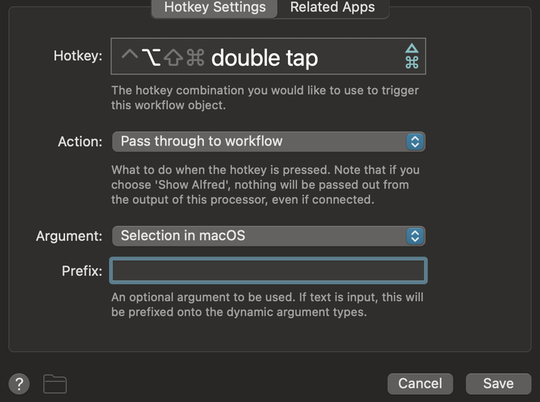 Hotkey Settings Related Apps
Hotkey: ⌃⌥⇧⌘ double tap ⌘
The hotkey combination you would like to use to trigger
this workflow object.
Action: Pass through to workflow
What to do when the hotkey is pressed. Note that if you
choose 'Show Alfred', nothing will be passed out from
the output of this processor, even if connected.
Argument: Selection in macOS
Prefix:
An optional argument to be used. If text is input, this will
be prefixed onto the dynamic argument types.
? Cancel Save